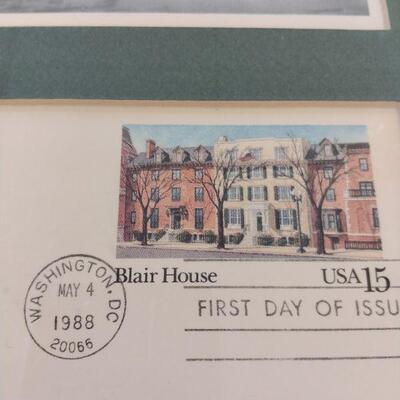 Blair House USA 15
WASHINGTON, DC
MAY 4
1988
20066
FIRST DAY OF ISSU